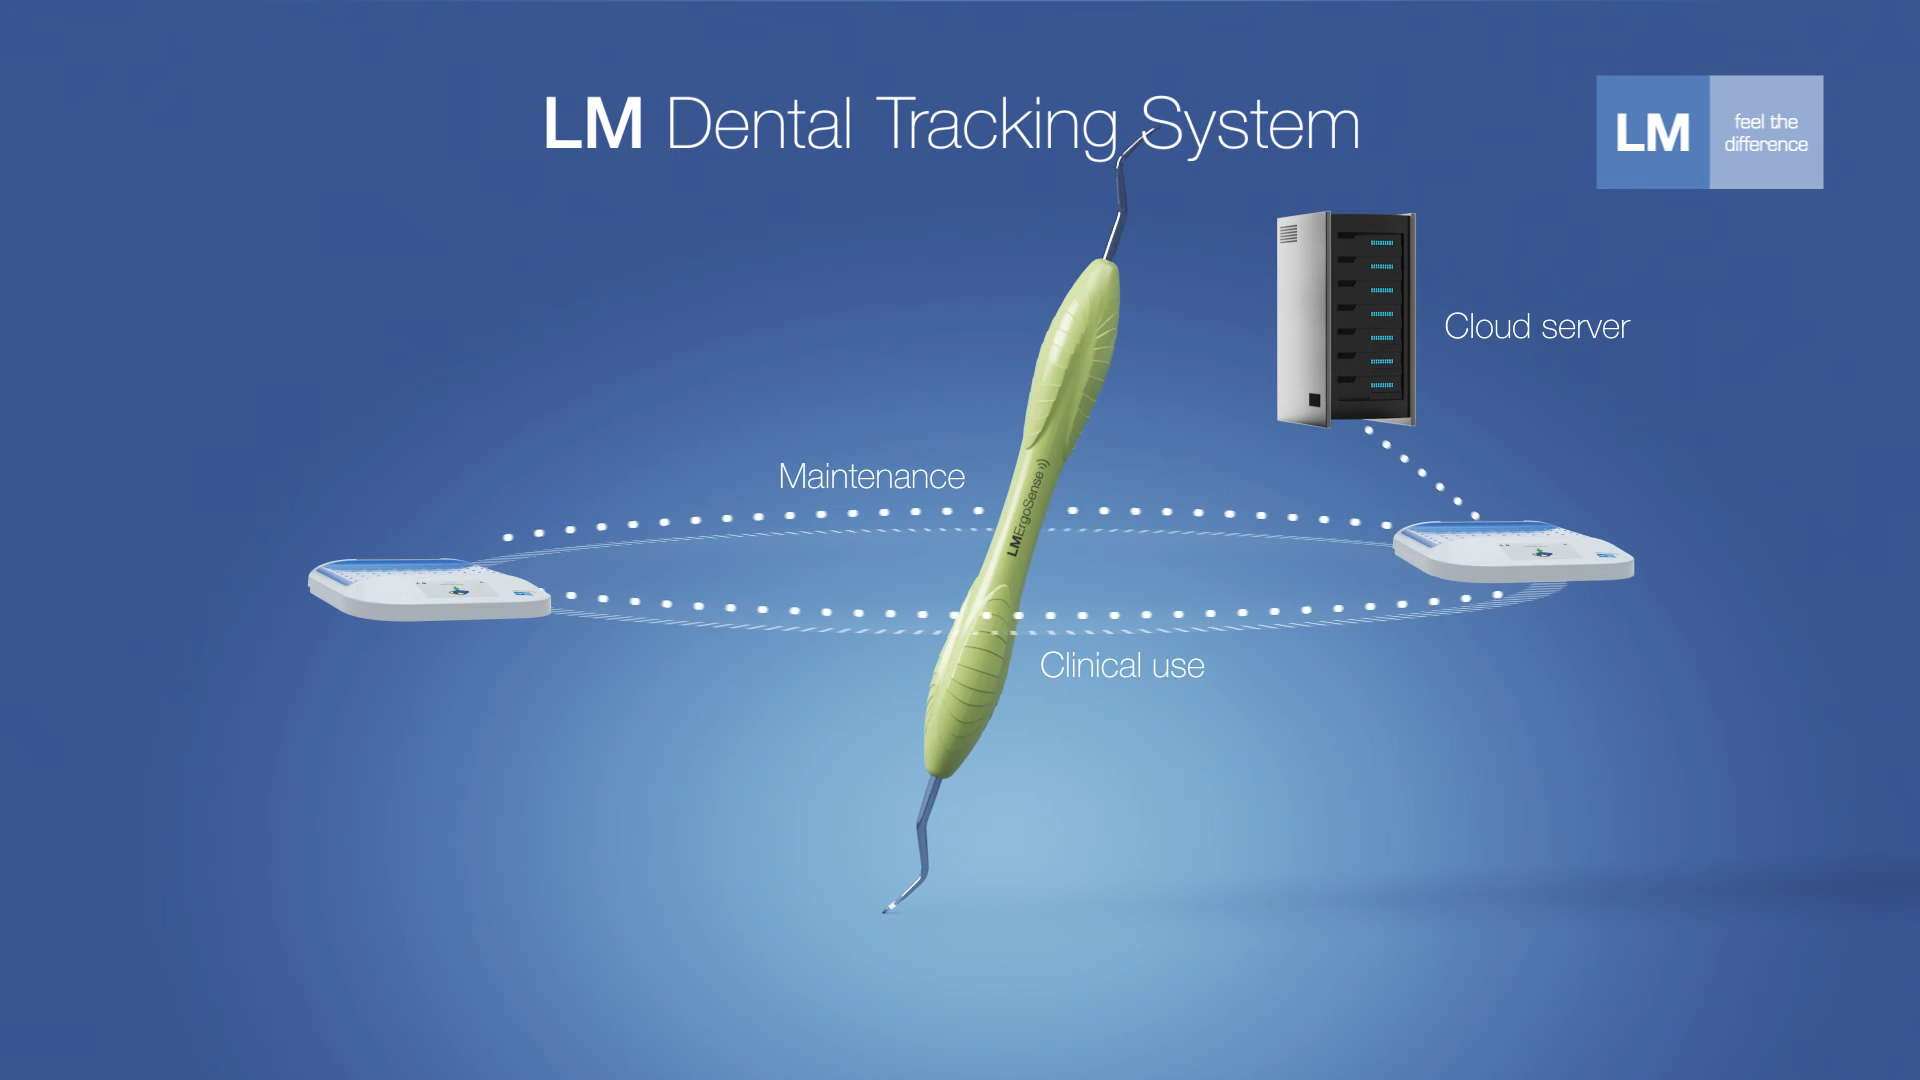 LM Dental Tracking System
LM
feel the
difference
Cloud server
Maintenance
LMErgoSense
Clinical use